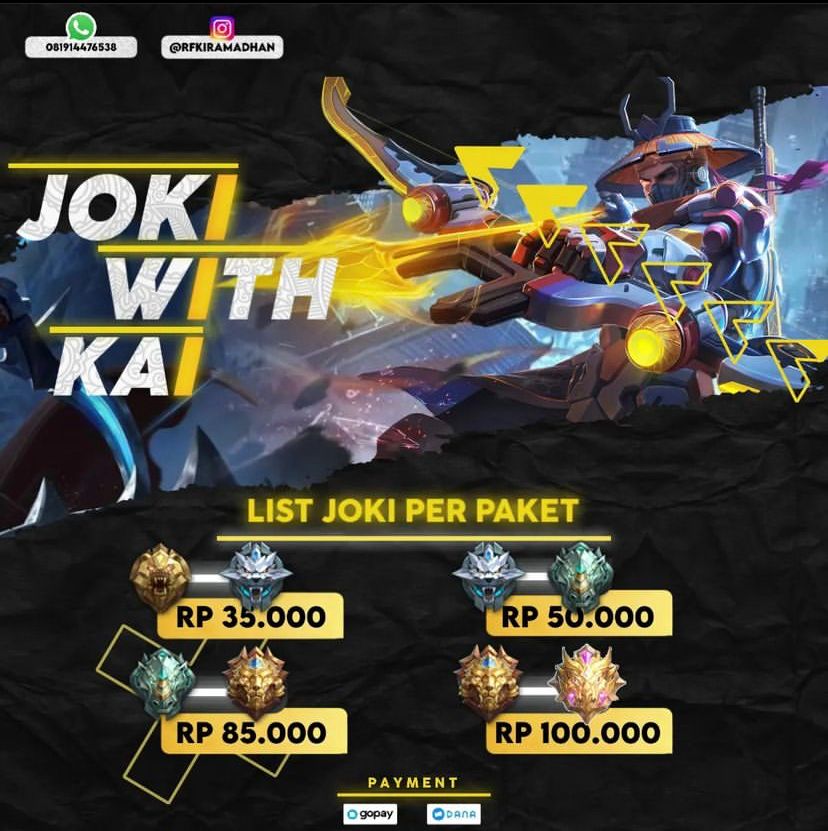 081914476538
@RFKIRAMADHAN
JOKI
WITH
KAI
LIST JOKI PER PAKET
RP 35.000
RP 50.000
RP 85.000
RP 100.000
PAYMENT
gopay
DANA